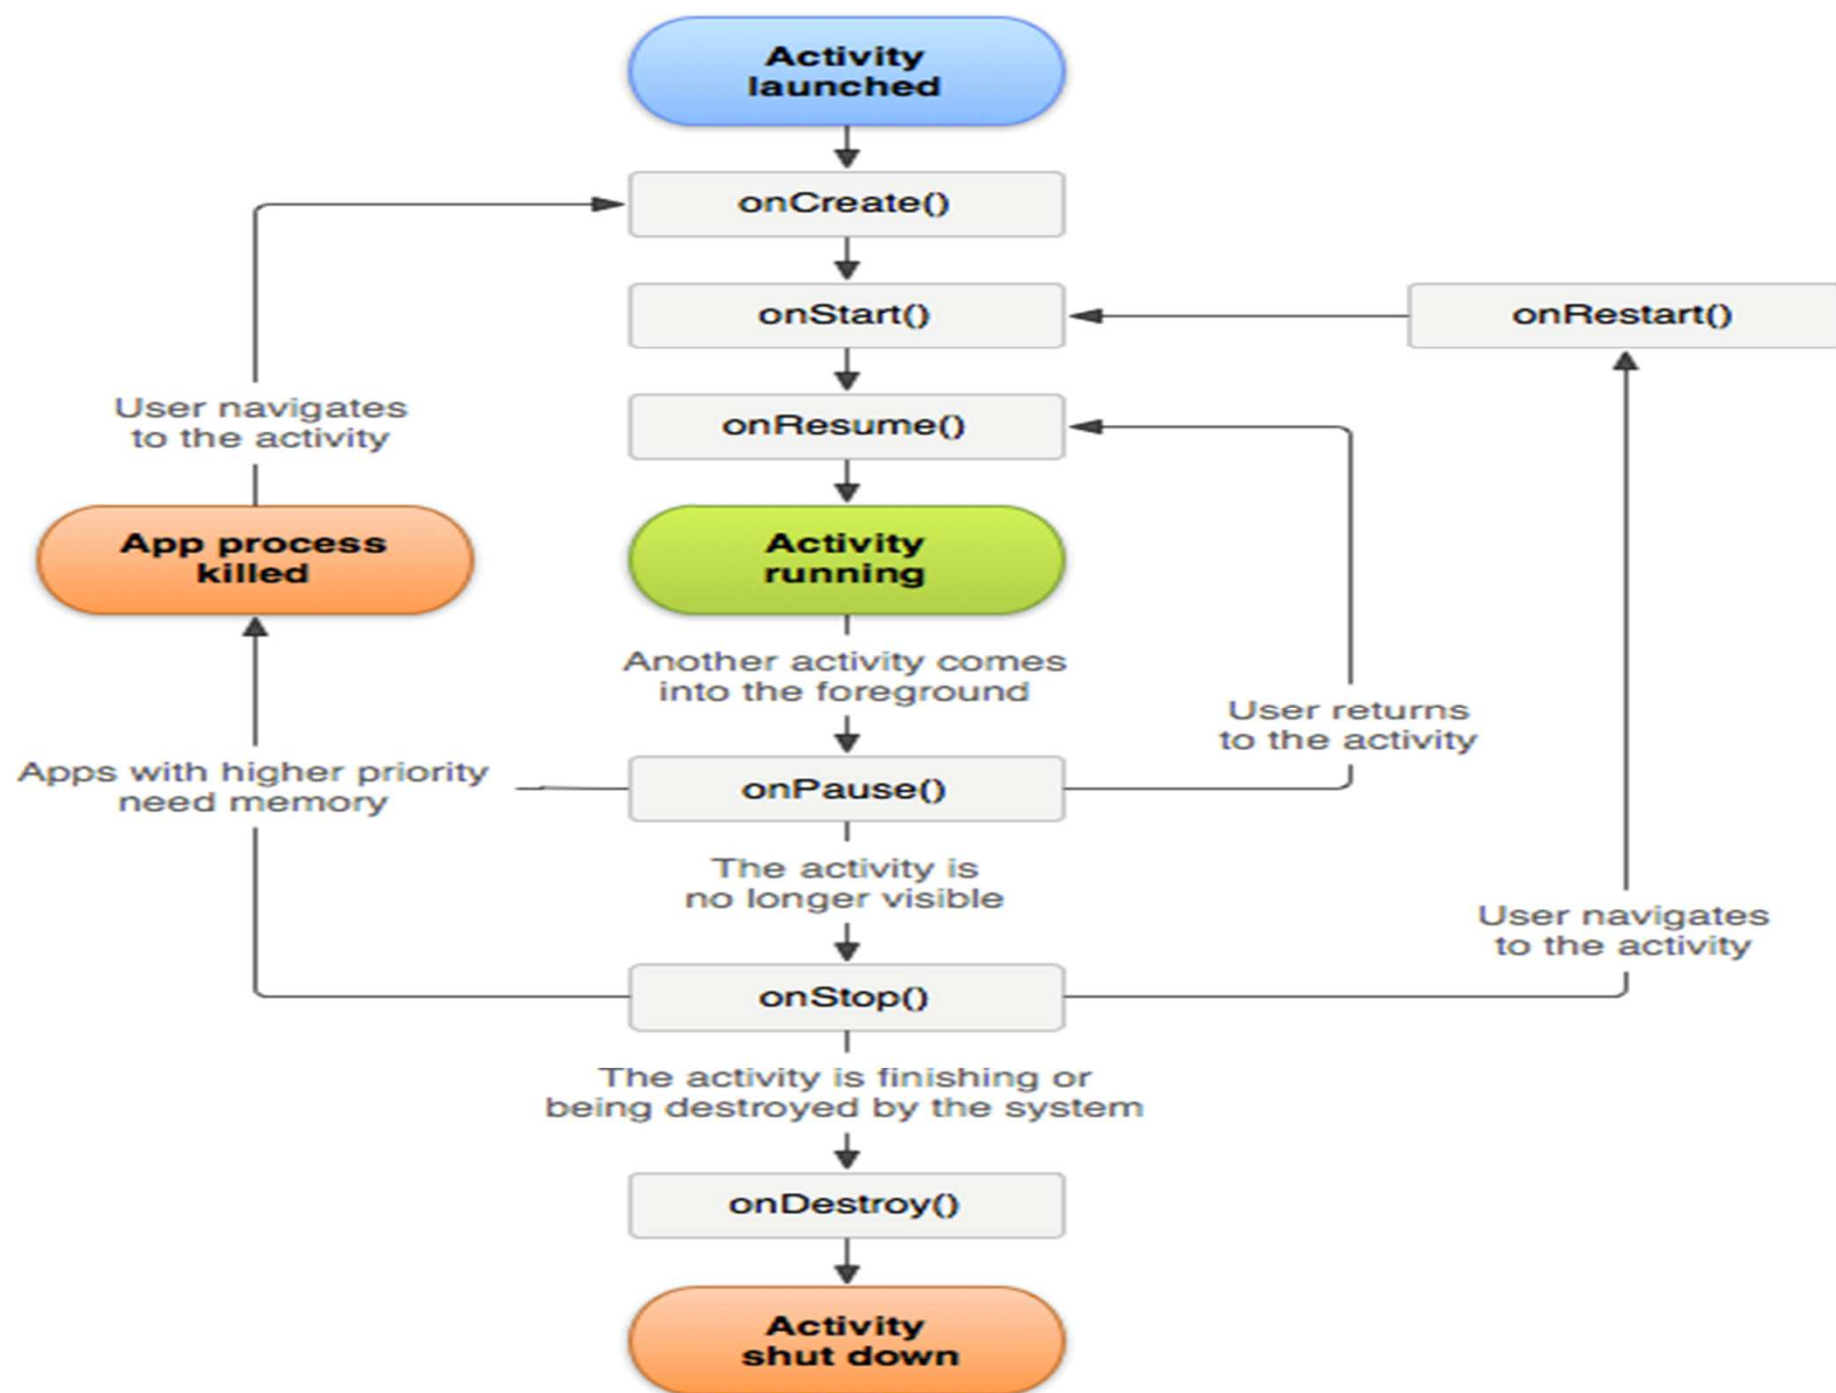 Activity
launched
onCreate()
onStart()
onRestart()
User navigates
to the activity
onResume()
App process
killed
Activity
running
Another activity comes
into the foreground
User returns
to the activity
Apps with higher priority
need memory
onPause()
The activity is
no longer visible
User navigates
to the activity
onStop()
The activity is finishing or
being destroyed by the system
onDestroy()
Activity
shut down